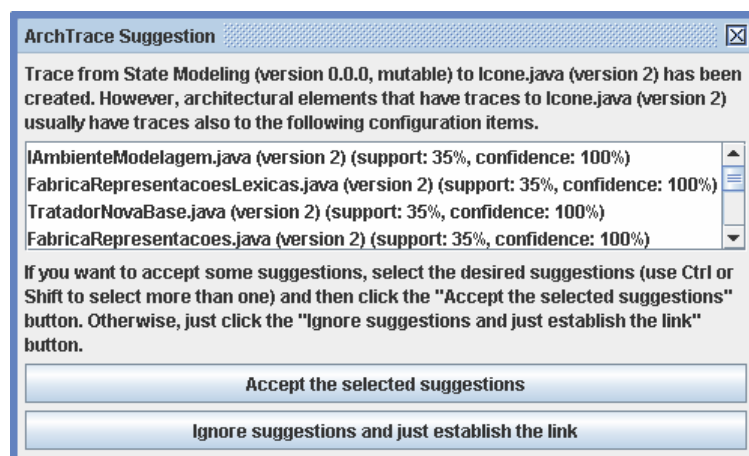 ArchTrace Suggestion
Trace from State Modeling (version 0.0.0, mutable) to Icone.java (version 2) has been
created. However, architectural elements that have traces to Icone.java (version 2)
usually have traces also to the following configuration items.
IAmbienteModelagem.java (version 2) (support: 35%, confidence: 100%)
FabricaRepresentacoesLexicas.java (version 2) (support: 35%, confidence: 100%)
TratadorNovaBase.java (version 2) (support: 35%, confidence: 100%)
FabricaRepresentacoes.java (version 2) (support: 35%, confidence: 100%)
If you want to accept some suggestions, select the desired suggestions (use Ctrl or
Shift to select more than one) and then click the "Accept the selected suggestions"
button. Otherwise, just click the "Ignore suggestions and just establish the link"
button.
Accept the selected suggestions
Ignore suggestions and just establish the link